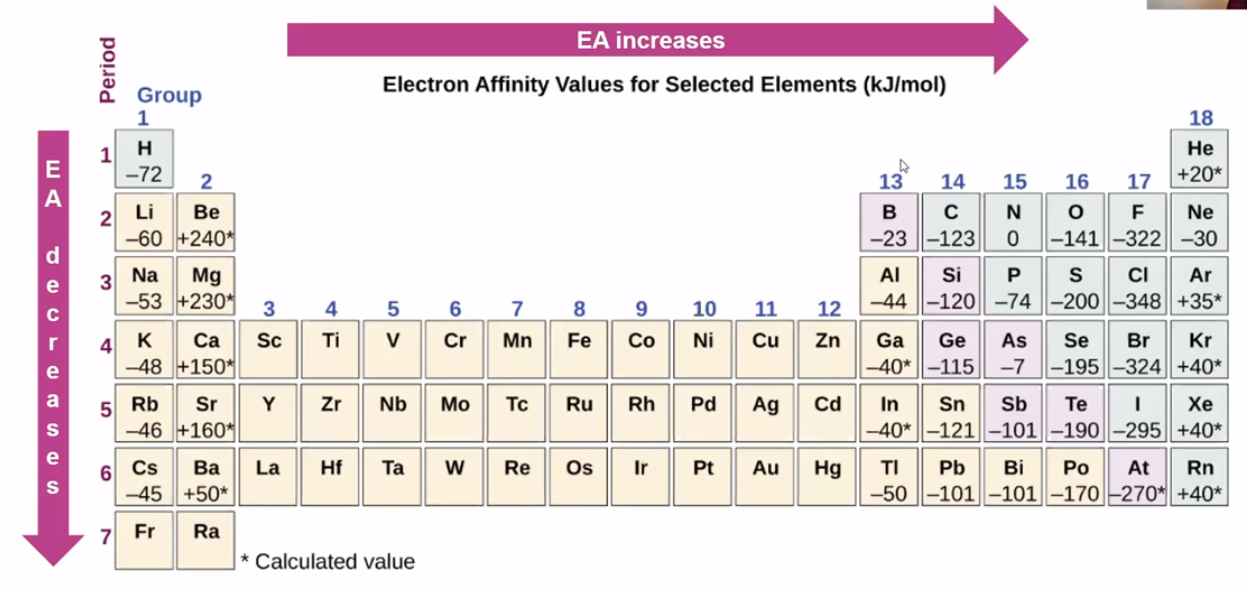 EA increases
Electron Affinity Values for Selected Elements (kJ/mol)
Period
Group
EA decreases
1 18
1 H He
–72 +20*
2 13 14 15 16 17
2 Li Be B C N O F Ne
–60 +240* –23 –123 0 –141 –322 –30
3 Na Mg Al Si P S Cl Ar
–53 +230* –44 –120 –74 –200 –348 +35*
3 4 5 6 7 8 9 10 11 12
4 K Ca Sc Ti V Cr Mn Fe Co Ni Cu Zn Ga Ge As Se Br Kr
–48 +150* –40* –115 –7 –195 –324 +40*
5 Rb Sr Y Zr Nb Mo Tc Ru Rh Pd Ag Cd In Sn Sb Te I Xe
–46 +160* –40* –121 –101 –190 –295 +40*
6 Cs Ba La Hf Ta W Re Os Ir Pt Au Hg Tl Pb Bi Po At Rn
–45 +50* –50 –101 –101 –170 –270* +40*
7 Fr Ra
* Calculated value